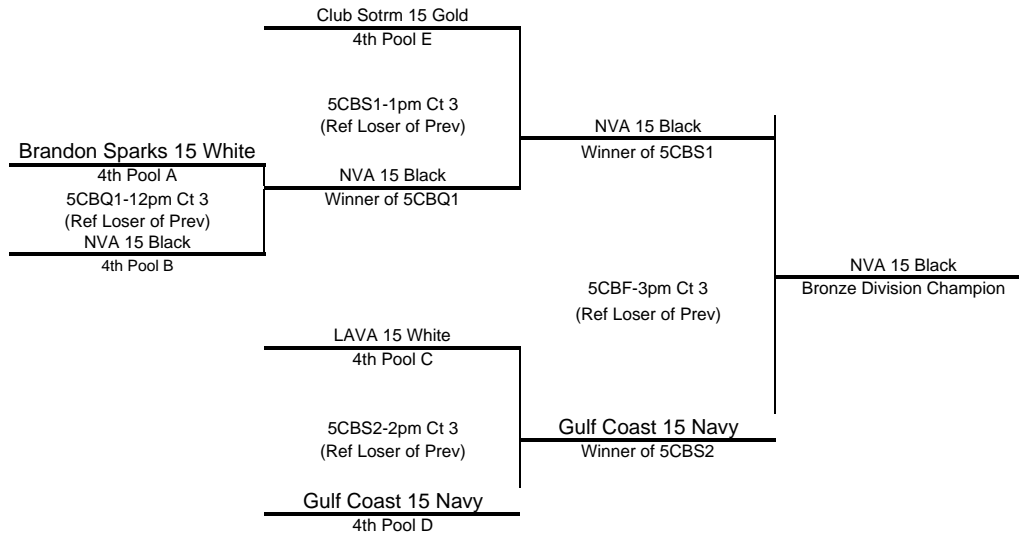 Club Sotrm 15 Gold
4th Pool E
5CBS1-1pm Ct 3
(Ref Loser of Prev)
NVA 15 Black
Winner of 5CBS1
Brandon Sparks 15 White
4th Pool A
5CBQ1-12pm Ct 3
(Ref Loser of Prev)
NVA 15 Black
4th Pool B
NVA 15 Black
Winner of 5CBQ1
NVA 15 Black
Bronze Division Champion
5CBF-3pm Ct 3
(Ref Loser of Prev)
LAVA 15 White
4th Pool C
5CBS2-2pm Ct 3
(Ref Loser of Prev)
Gulf Coast 15 Navy
Winner of 5CBS2
Gulf Coast 15 Navy
4th Pool D